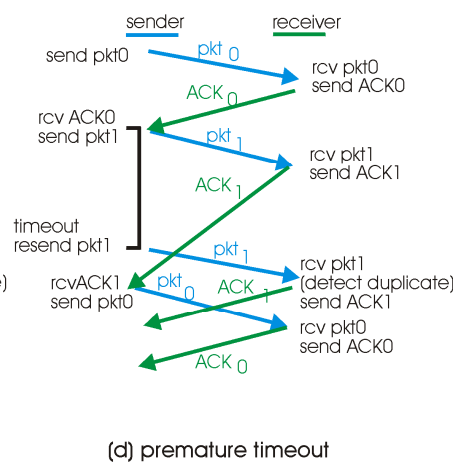 sender receiver
send pkt0
pkt 0
rcv pkt0
send ACK0
ACK 0
rcv ACK0
send pkt1
pkt 1
rcv pkt1
send ACK1
ACK 1
timeout
resend pkt1
pkt 1
rcv pkt1
(detect duplicate)
send ACK1
e)
rcvACK1
send pkt0
pkt 0
ACK 1
rcv pkt0
send ACK0
ACK 0
(d) premature timeout